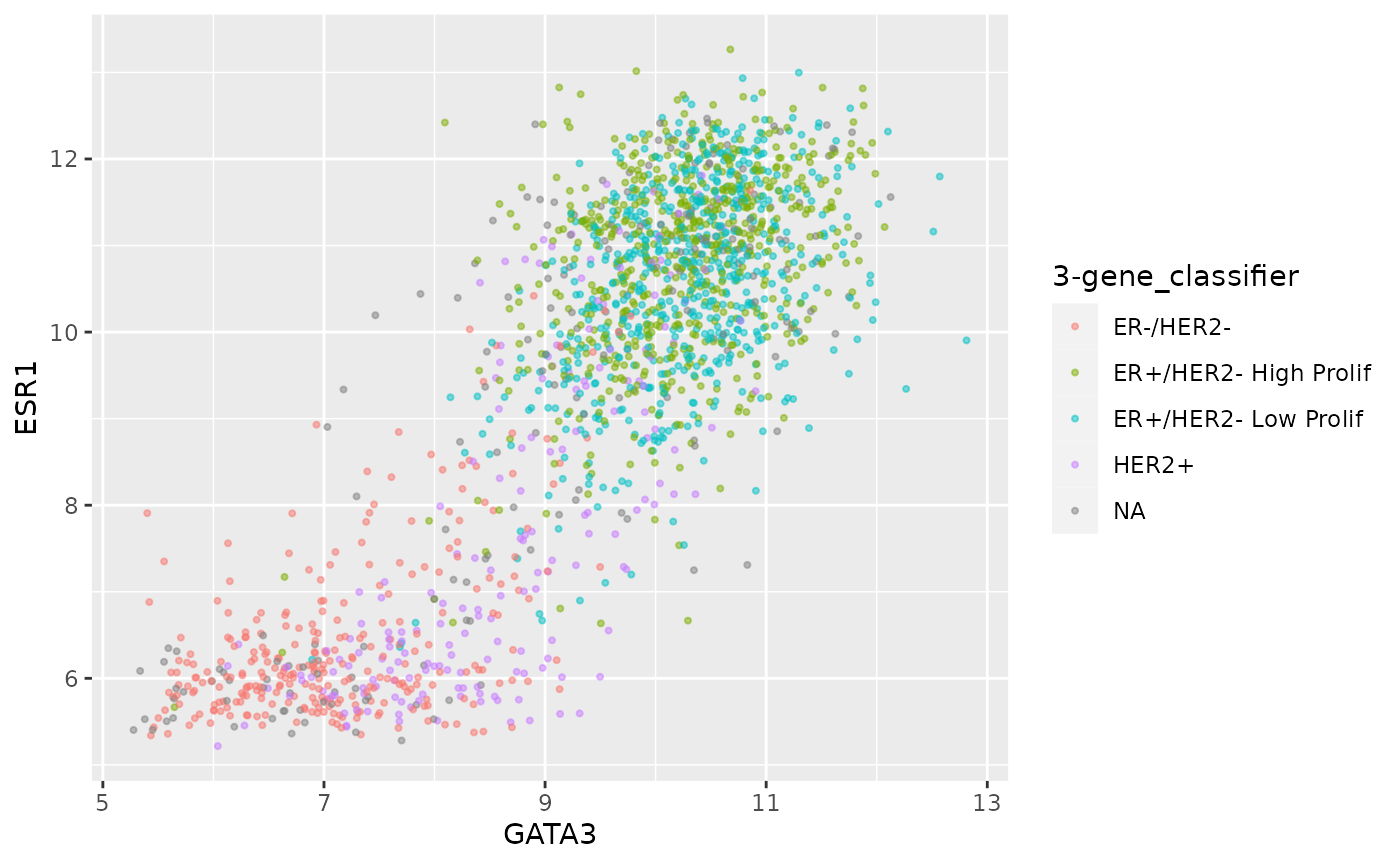 12
10
8
6
5
7
9
11
13
GATA3
ESR1
3-gene_classifier
ER-/HER2-
ER+/HER2- High Prolif
ER+/HER2- Low Prolif
HER2+
NA